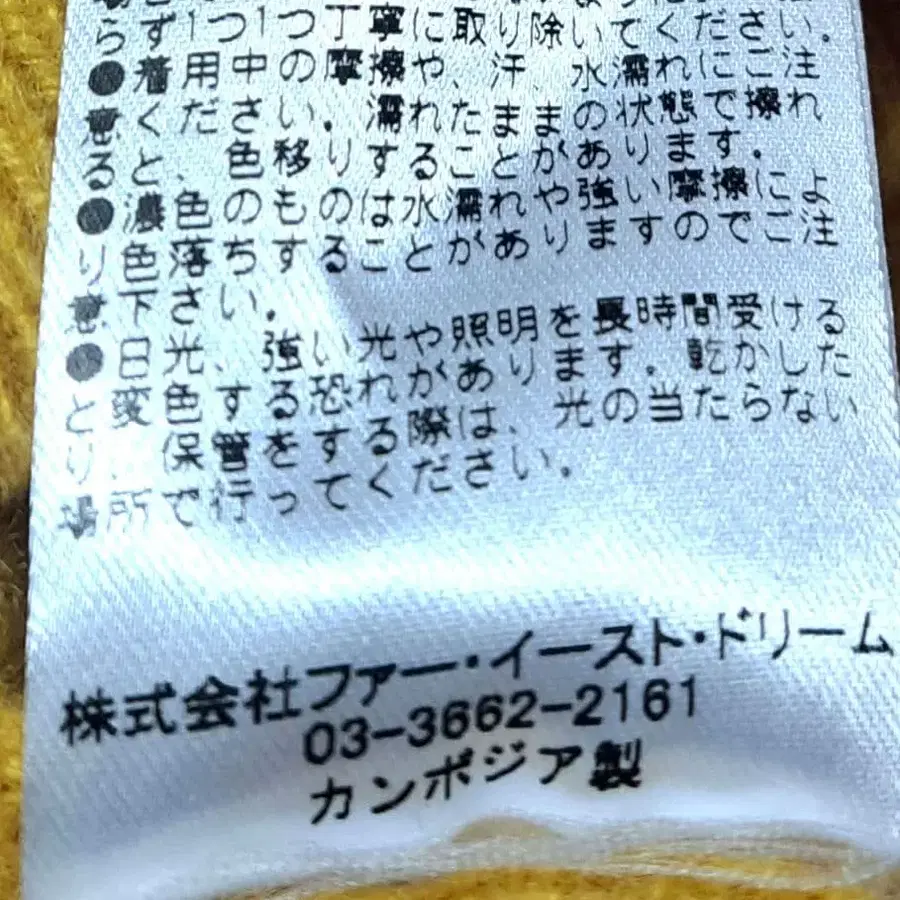 らず1つ1つ丁寧に取り除いてください.
●着用中の摩擦や、汗、水濡れにご注
意ください.濡れたままの状態で擦れ
ると、色移りすることがあります.
●濃色のものは水濡れや強い摩擦によ
り色落ちすることがありますのでご注
意下さい.
●日光、強い光や照明を長時間受ける
と変色する恐れがあります.乾かした
り、保管をする際は、光の当たらない
場所で行ってください.
株式会社ファー・イースト・ドリーム
03-3662-2161
カンボジア製